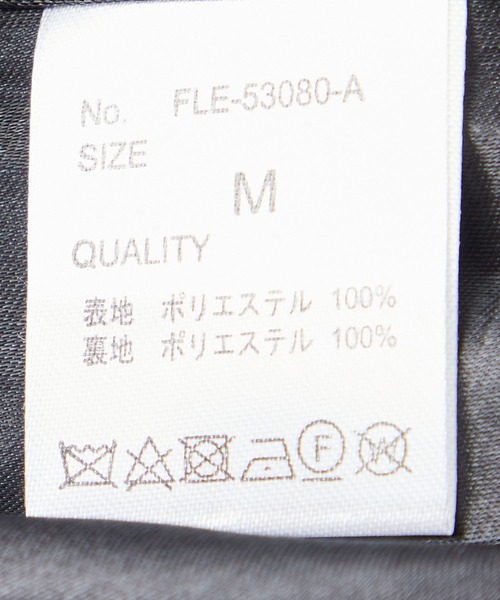 No. FLE-53080-A
SIZE
M
QUALITY
表地 ポリエステル 100%
裏地 ポリエステル 100%
F
W